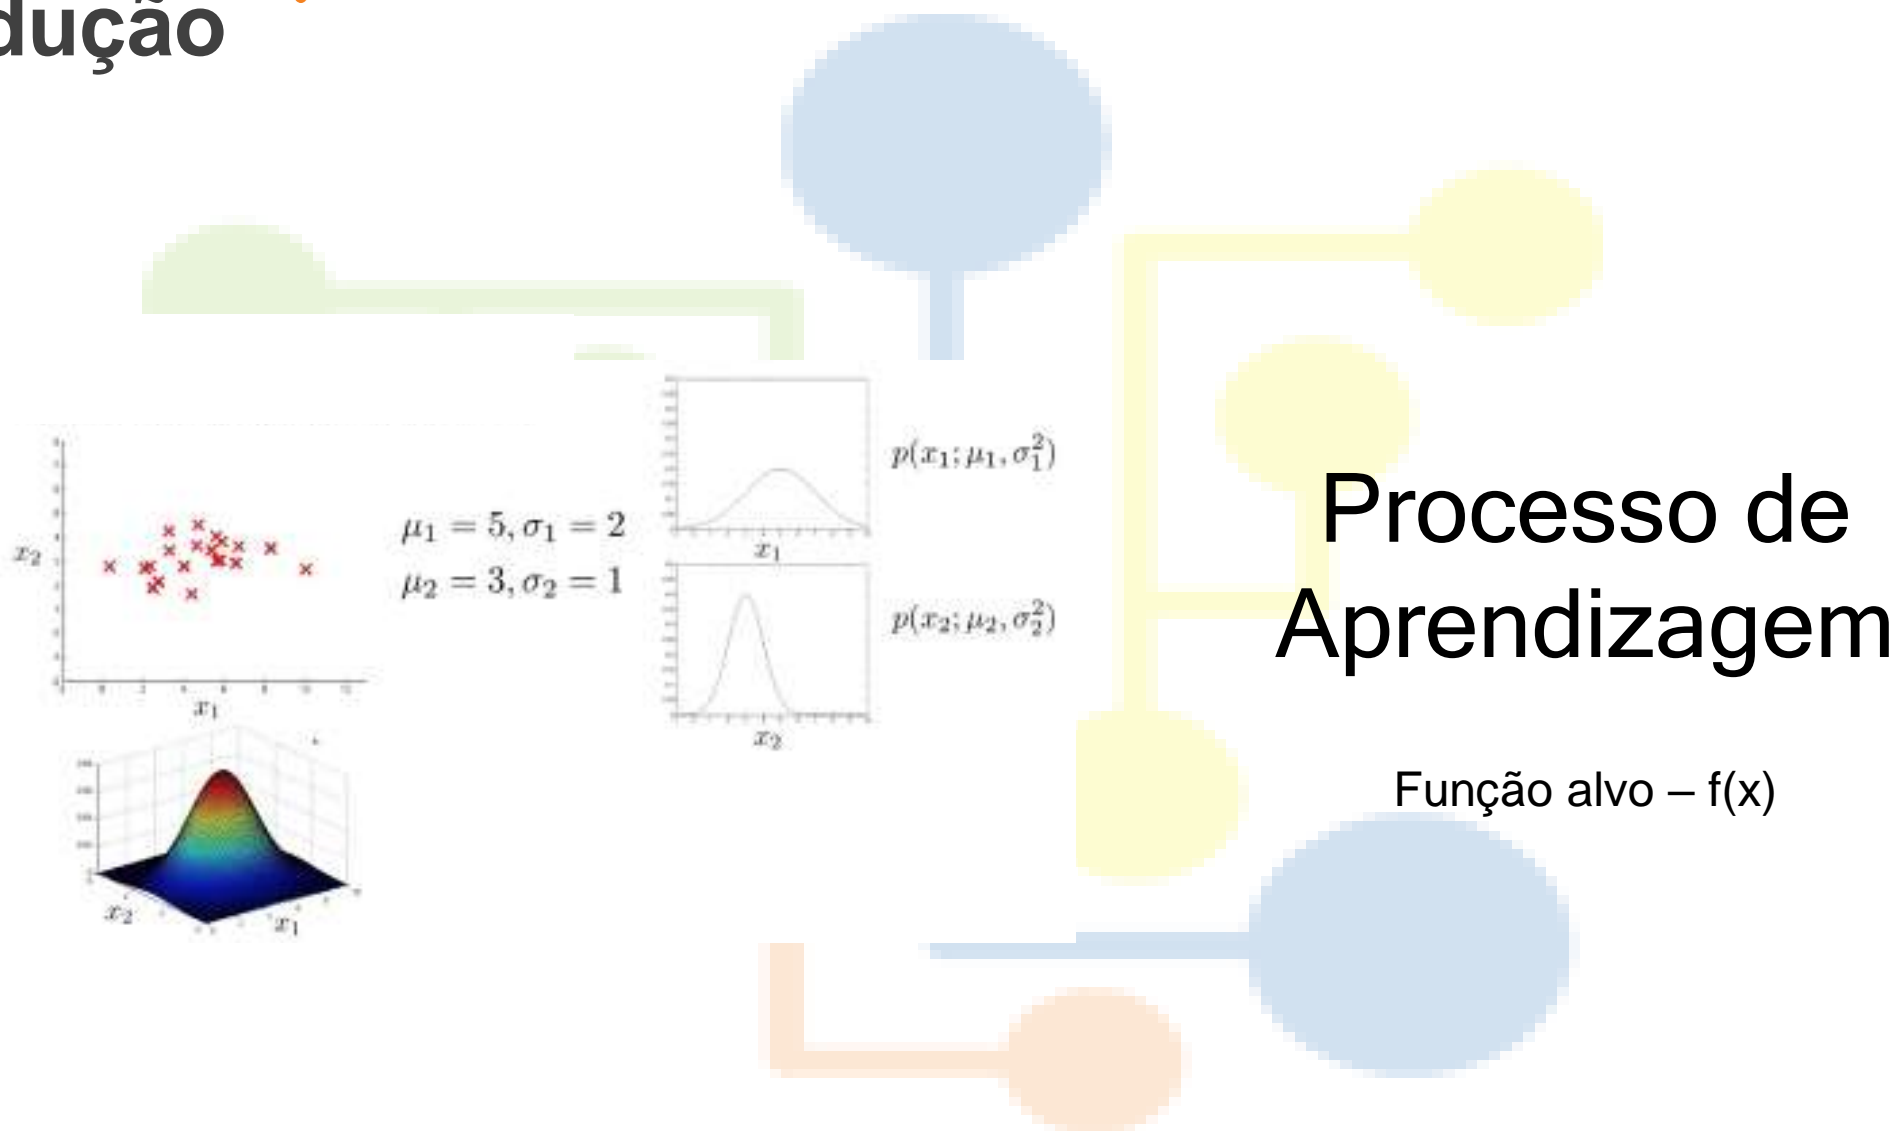 dução
p(x₁; μ₁, σ₁²)
μ₁ = 5, σ₁ = 2
μ₂ = 3, σ₂ = 1
x₂
x₁
x₁
p(x₂; μ₂, σ₂²)
x₂
x₂
x₁
Processo de
Aprendizagem
Função alvo – f(x)